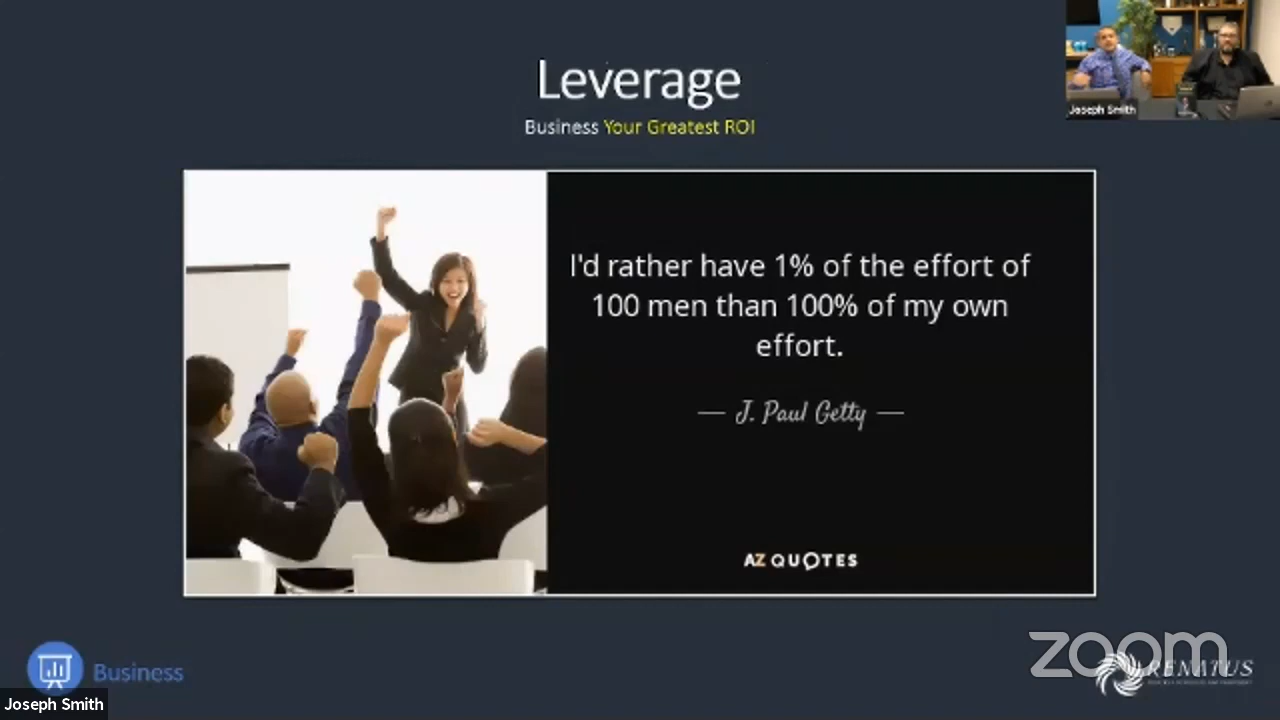 Leverage
Business Your Greatest ROI
Joseph Smith
I'd rather have 1% of the effort of
100 men than 100% of my own
effort.
— J. Paul Getty —
AZ QUOTES
Business
zoom
RENATUS
Joseph Smith